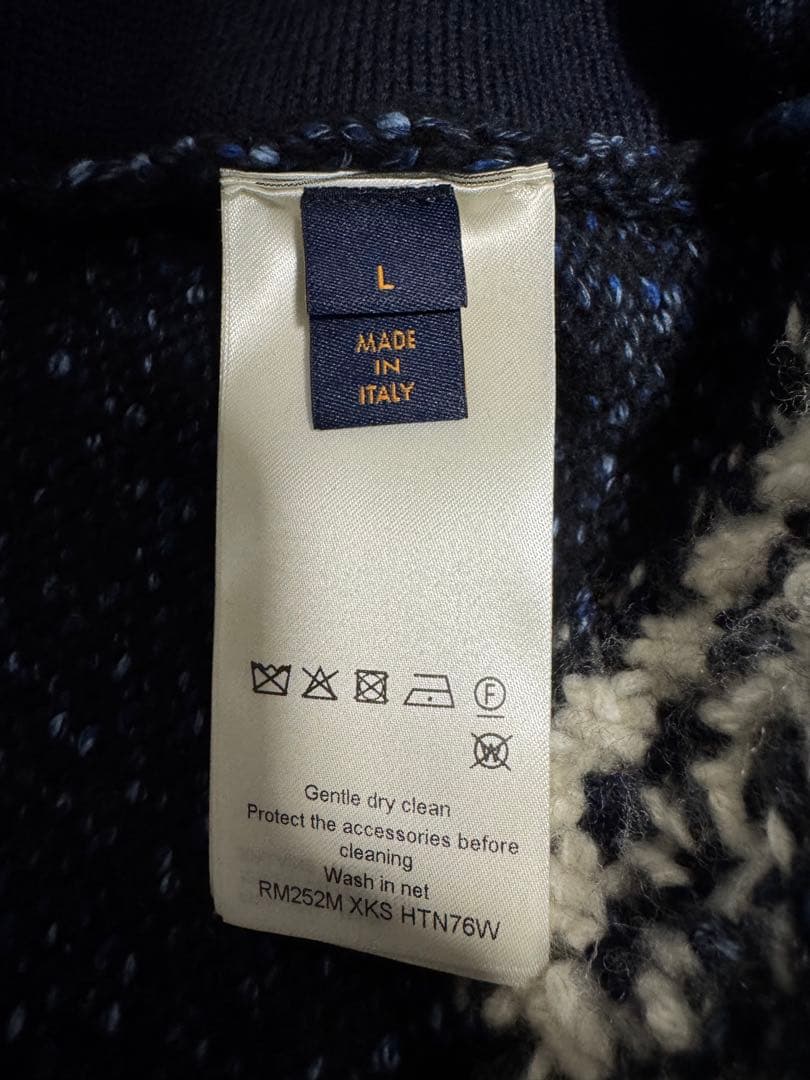 L
MADE
IN
ITALY
F
W
Gentle dry clean
Protect the accessories before
cleaning
Wash in net
RM252M XKS HTN76W